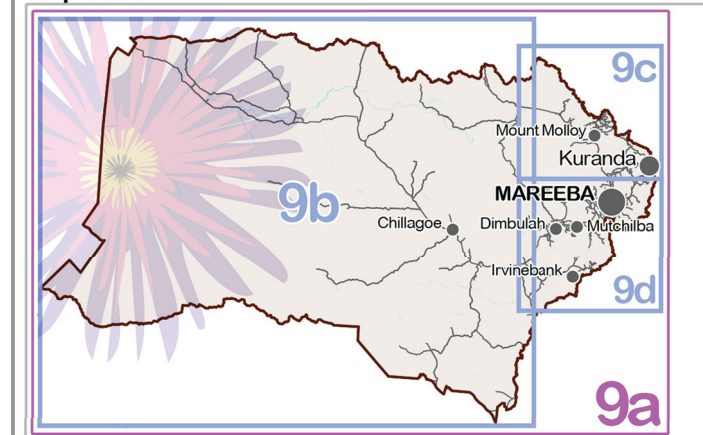 9c
Mount Molloy
Kuranda
MAREEBA
9b
Chillagoe
Dimbulah
Mutchilba
Irvinebank
9d
9a